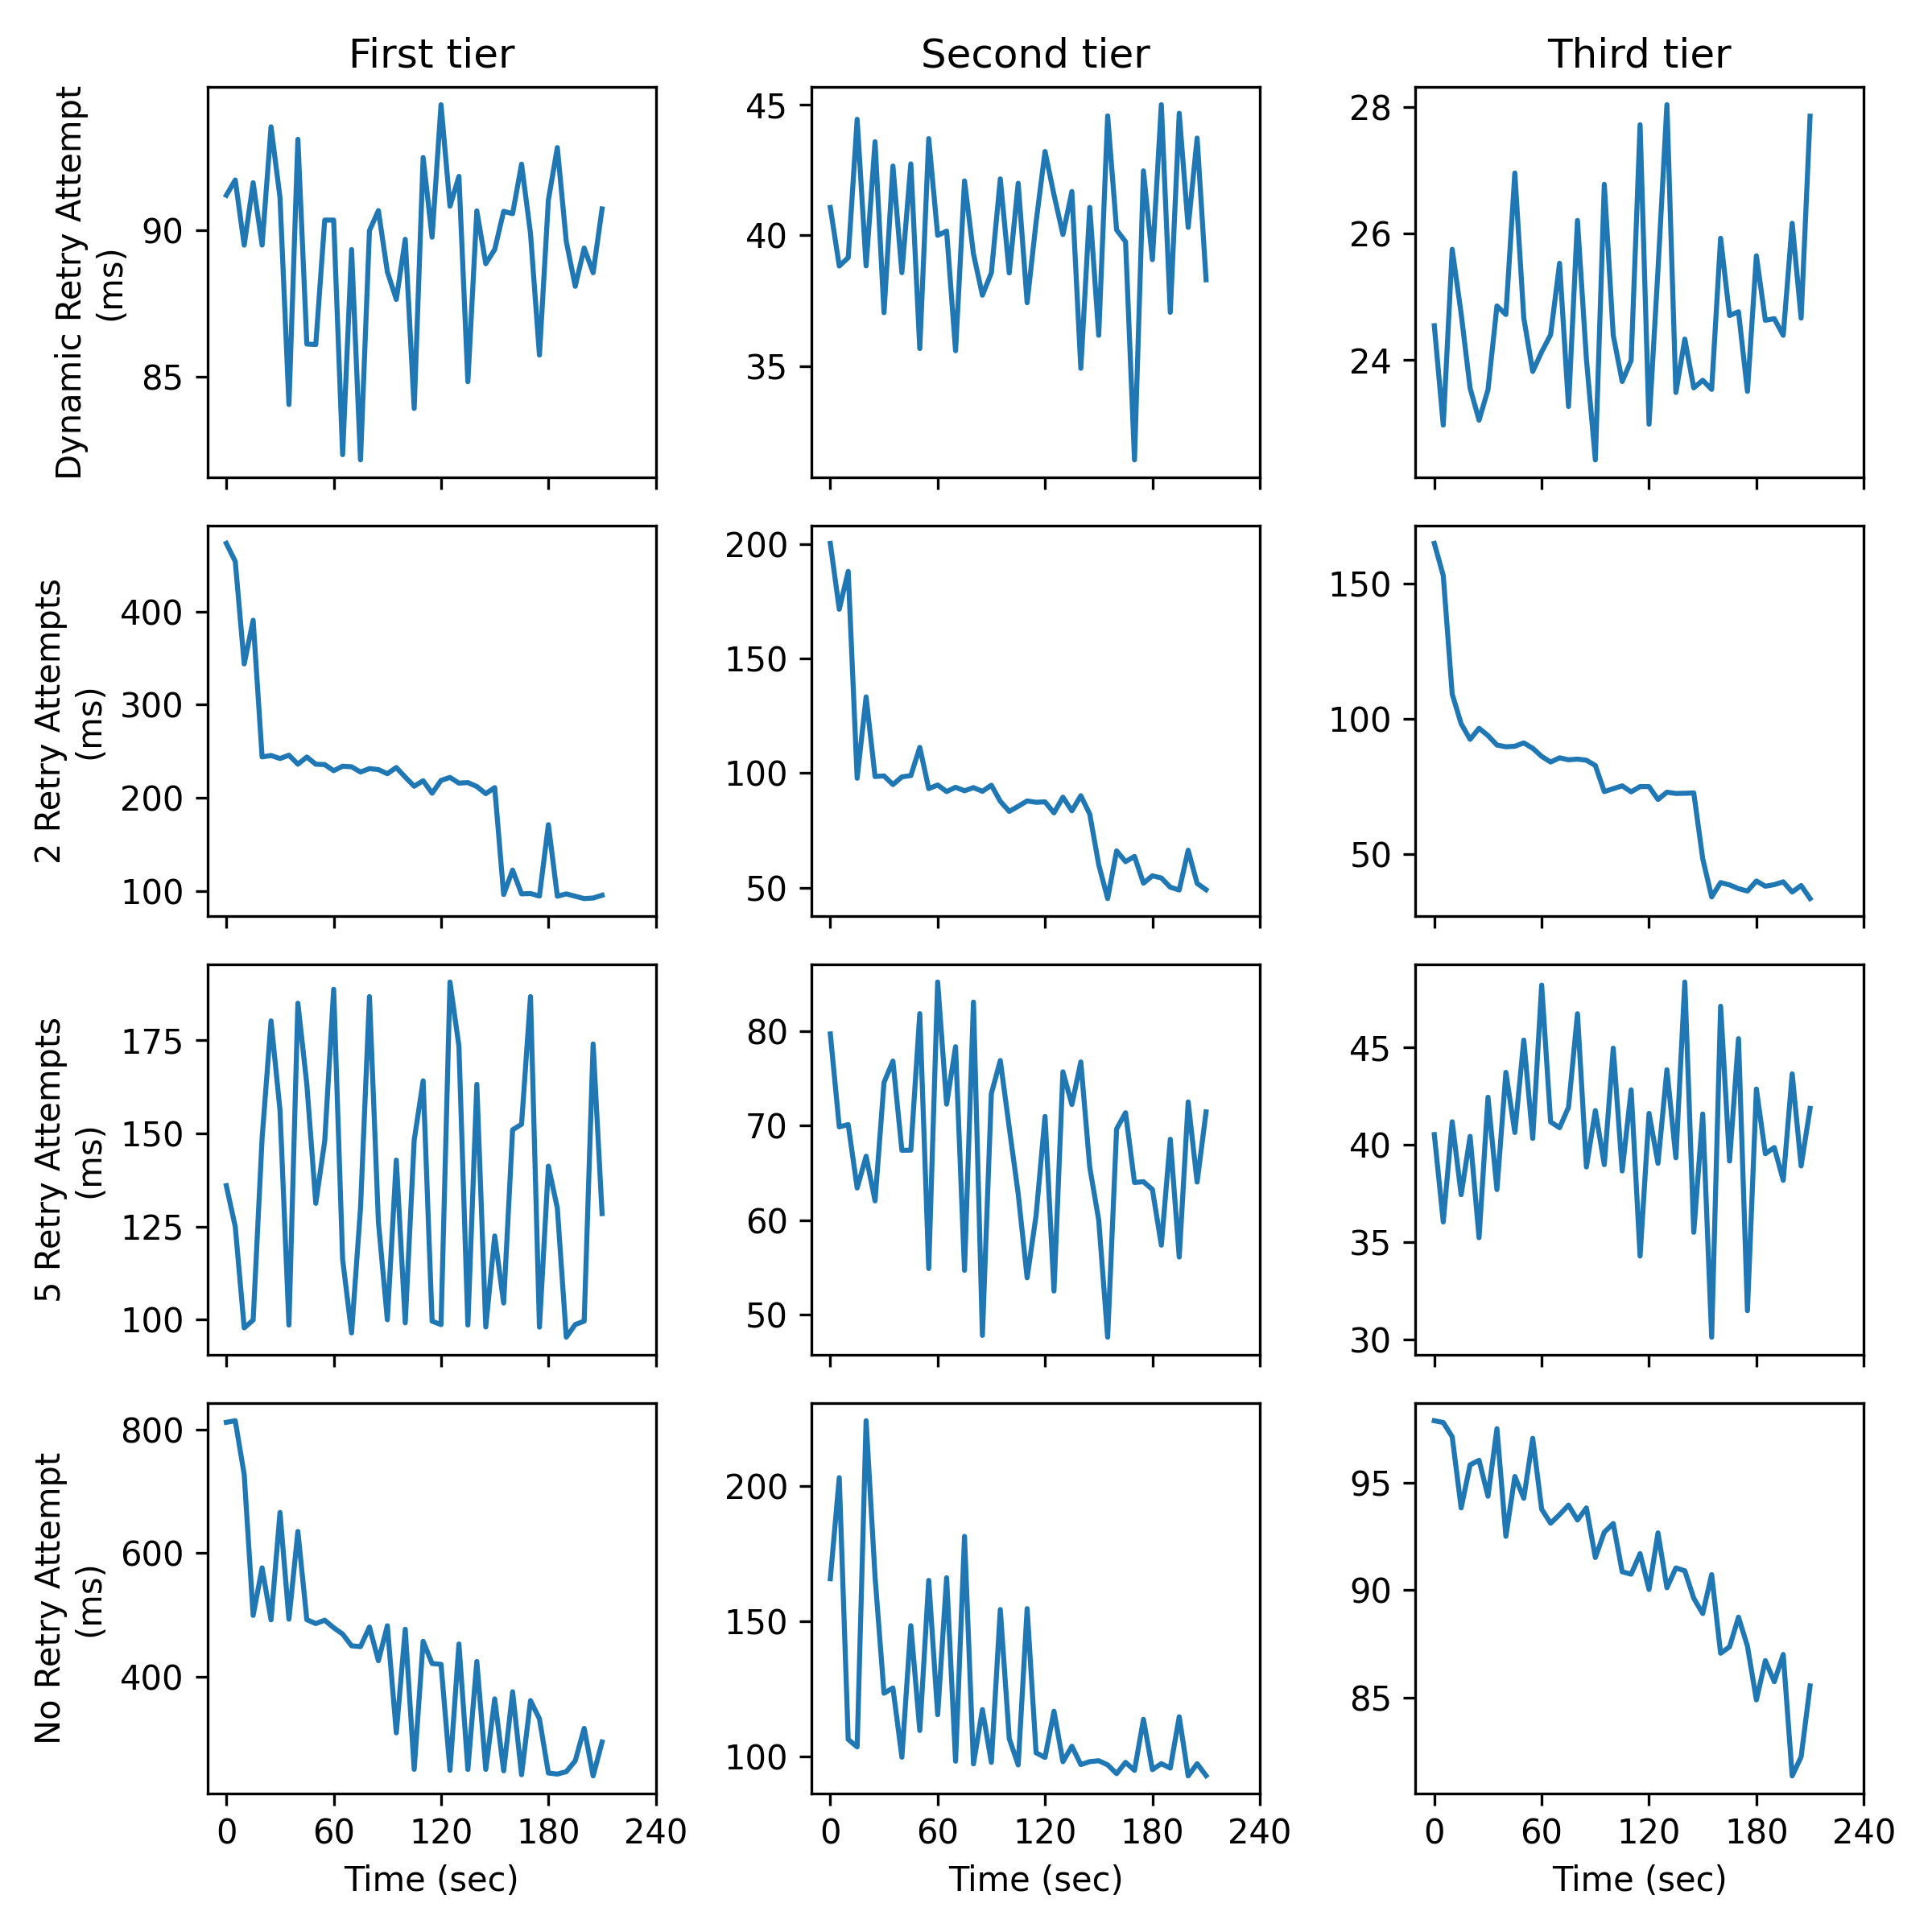 First tier
Second tier
Third tier
Dynamic Retry Attempt
(ms)
90
85
45
40
35
28
26
24
2 Retry Attempts
(ms)
400
300
200
100
200
150
100
50
150
100
50
5 Retry Attempts
(ms)
175
150
125
100
80
70
60
50
45
40
35
30
No Retry Attempt
(ms)
800
600
400
200
150
100
95
90
85
0 60 120 180 240
0 60 120 180 240
0 60 120 180 240
Time (sec)
Time (sec)
Time (sec)